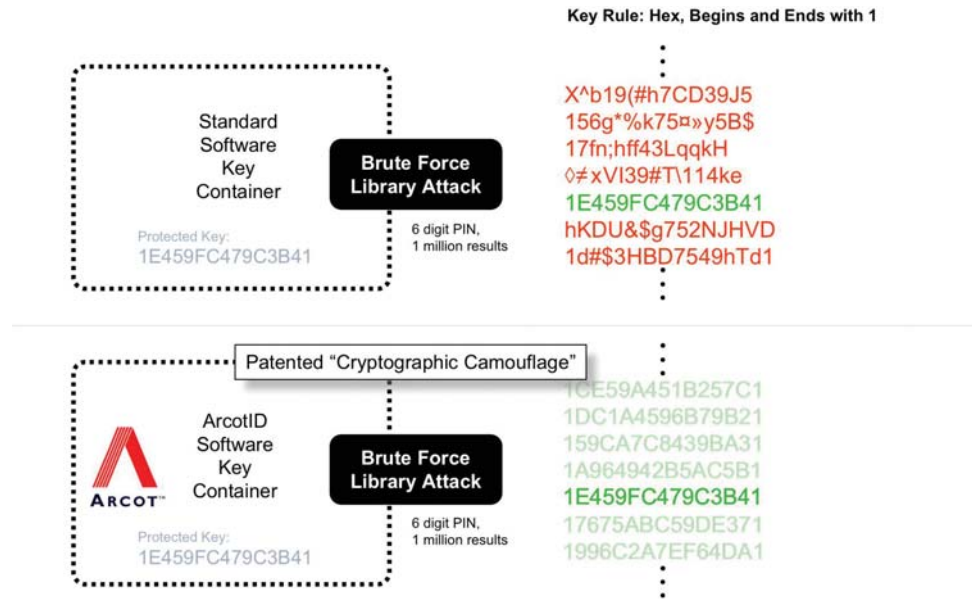 Key Rule: Hex, Begins and Ends with 1
Standard
Software
Key
Container
Protected Key:
1E459FC479C3B41
Brute Force
Library Attack
6 digit PIN,
1 million results
X^b19(#h7CD39J5
156g*%k75¤»y5B$
17fn;hff43LqqkH
◊≠xVI39#T\114ke
1E459FC479C3B41
hKDU&$g752NJHVD
1d#$3HBD7549hTd1
Patented “Cryptographic Camouflage”
ARCOT™
ArcotID
Software
Key
Container
Protected Key:
1E459FC479C3B41
Brute Force
Library Attack
6 digit PIN,
1 million results
1CE59A451B257C1
1DC1A4596B79B21
159CA7C8439BA31
1A964942B5AC5B1
1E459FC479C3B41
17675ABC59DE371
1996C2A7EF64DA1